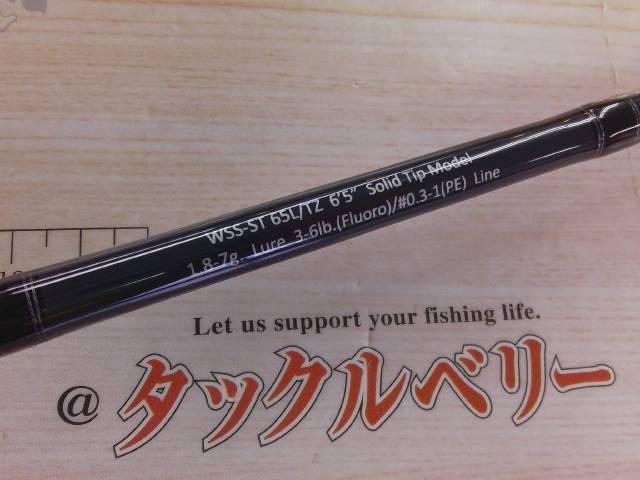 WSS-ST 65L/TZ 6'5" Solid Tip Model
1.8-7g. Lure 3-6lb.(Fluoro)/#0.3-1(PE) Line
Let us support your fishing life.
@タックルベリー